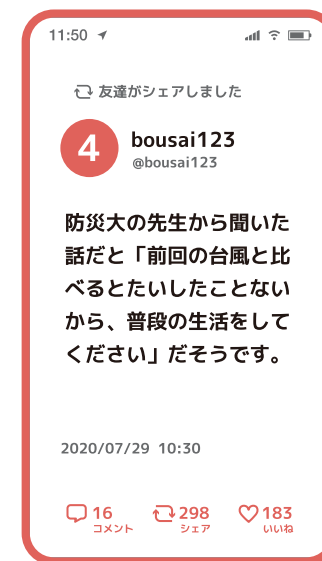 11:50
友達がシェアしました
4
bousai123
@bousai123
防災大の先生から聞いた
話だと「前回の台風と比
べるとたいしたことない
から、普段の生活をして
ください」だそうです。
2020/07/29 10:30
16 298 183
コメント シェア いいね